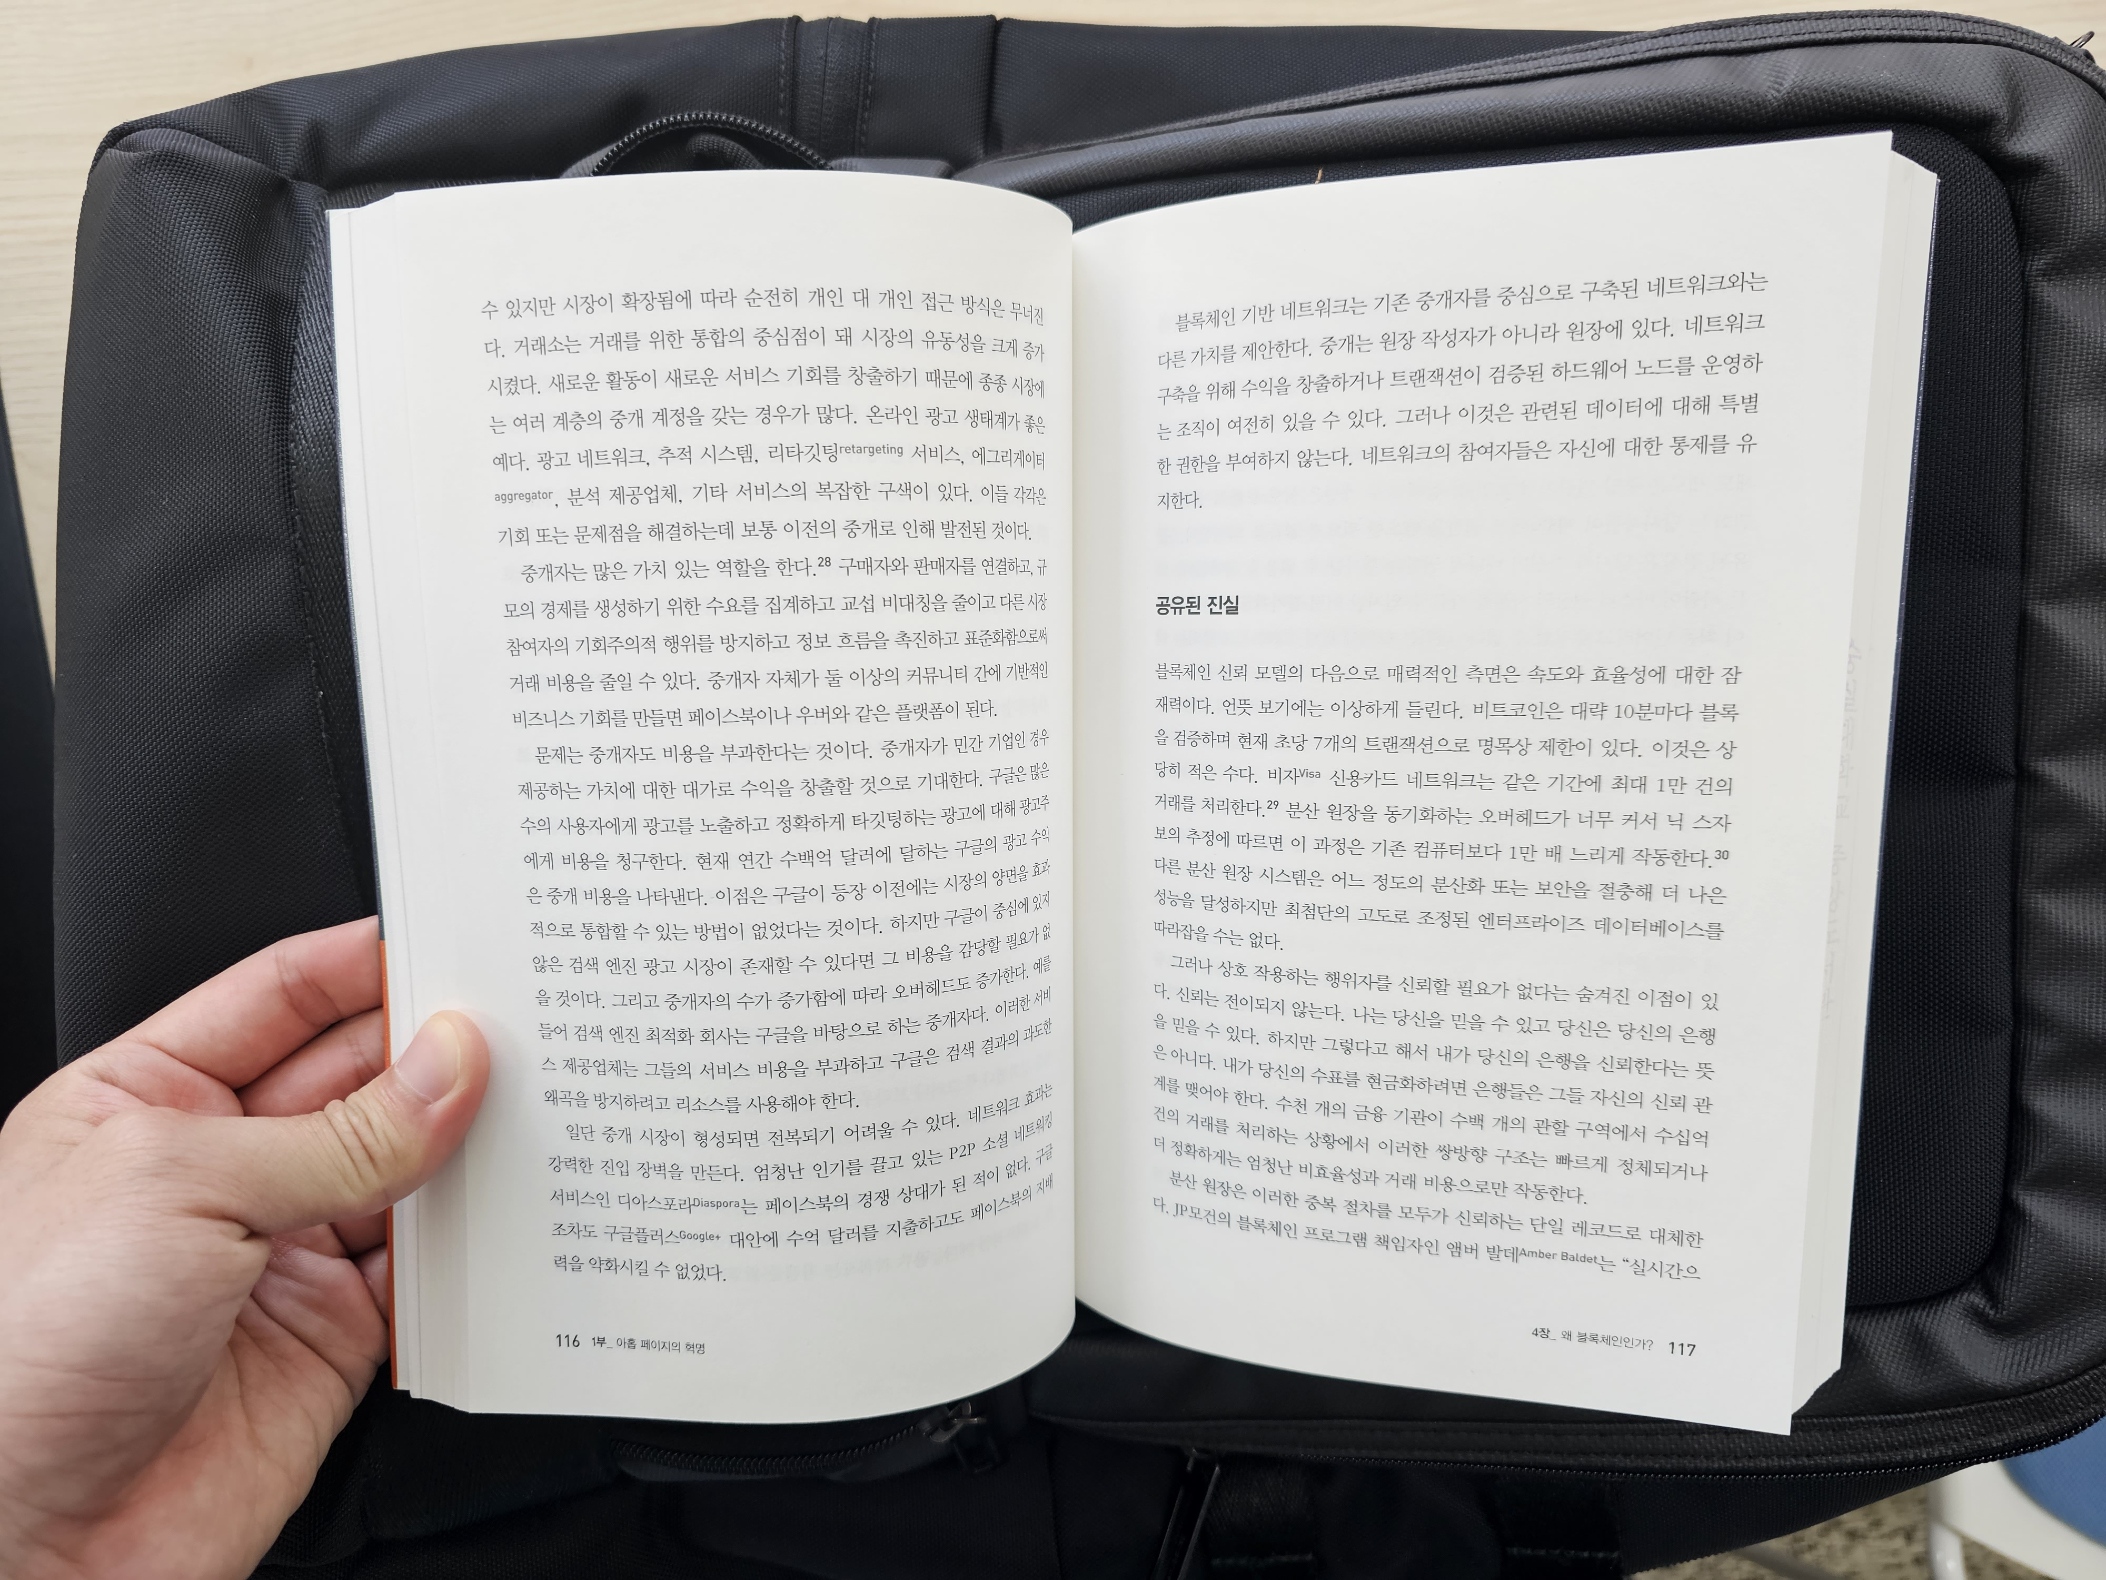 수 있지만 시장이 확장됨에 따라 순전히 개인 대 개인 접근 방식은 무너진
다. 거래소는 거래를 위한 통합의 중심점이 돼 시장의 유동성을 크게 증가
시켰다. 새로운 활동이 새로운 서비스 기회를 창출하기 때문에 종종 시장에
는 여러 계층의 중개 계정을 갖는 경우가 많다. 온라인 광고 생태계가 좋은
예다. 광고 네트워크, 추적 시스템, 리타깃팅retargeting 서비스, 에그리게이터
aggregator, 분석 제공업체, 기타 서비스의 복잡한 구색이 있다. 이들 각각은
기회 또는 문제점을 해결하는데 보통 이전의 중개로 인해 발전된 것이다.
중개자는 많은 가치 있는 역할을 한다.28 구매자와 판매자를 연결하고, 규
모의 경제를 생성하기 위한 수요를 집계하고 교섭 비대칭을 줄이고 다른 시장
참여자의 기회주의적 행위를 방지하고 정보 흐름을 촉진하고 표준화함으로써
거래 비용을 줄일 수 있다. 중개자 자체가 둘 이상의 커뮤니티 간에 기반적인
비즈니스 기회를 만들면 페이스북이나 우버와 같은 플랫폼이 된다.
문제는 중개자도 비용을 부과한다는 것이다. 중개자가 민간 기업인 경우
제공하는 가치에 대한 대가로 수익을 창출할 것으로 기대한다. 구글은 많은
수의 사용자에게 광고를 노출하고 정확하게 타깃팅하는 광고에 대해 광고주
에게 비용을 청구한다. 현재 연간 수백억 달러에 달하는 구글의 광고 수익
은 중개 비용을 나타낸다. 이점은 구글이 등장 이전에는 시장의 양면을 효과
적으로 통합할 수 있는 방법이 없었다는 것이다. 하지만 구글이 중심에 있지
않은 검색 엔진 광고 시장이 존재할 수 있다면 그 비용을 감당할 필요가 없
을 것이다. 그리고 중개자의 수가 증가함에 따라 오버헤드도 증가한다. 예를
들어 검색 엔진 최적화 회사는 구글을 바탕으로 하는 중개자다. 이러한 서비
스 제공업체는 그들의 서비스 비용을 부과하고 구글은 검색 결과의 과도한
왜곡을 방지하려고 리소스를 사용해야 한다.
일단 중개 시장이 형성되면 전복되기 어려울 수 있다. 네트워크 효과는
강력한 진입 장벽을 만든다. 엄청난 인기를 끌고 있는 P2P 소셜 네트워킹
서비스인 디아스포라Diaspora는 페이스북의 경쟁 상대가 된 적이 없다. 구글
조차도 구글플러스Google+ 대안에 수억 달러를 지출하고도 페이스북의 지배
력을 약화시킬 수 없었다.
116 1부_ 아홉 페이지의 혁명
블록체인 기반 네트워크는 기존 중개자를 중심으로 구축된 네트워크와는
다른 가치를 제안한다. 중개는 원장 작성자가 아니라 원장에 있다. 네트워크
구축을 위해 수익을 창출하거나 트랜잭션이 검증된 하드웨어 노드를 운영하
는 조직이 여전히 있을 수 있다. 그러나 이것은 관련된 데이터에 대해 특별
한 권한을 부여하지 않는다. 네트워크의 참여자들은 자신에 대한 통제를 유
지한다.
공유된 진실
블록체인 신뢰 모델의 다음으로 매력적인 측면은 속도와 효율성에 대한 잠
재력이다. 언뜻 보기에는 이상하게 들린다. 비트코인은 대략 10분마다 블록
을 검증하며 현재 초당 7개의 트랜잭션으로 명목상 제한이 있다. 이것은 상
당히 적은 수다. 비자Visa 신용카드 네트워크는 같은 기간에 최대 1만 건의
거래를 처리한다.29 분산 원장을 동기화하는 오버헤드가 너무 커서 닉 스자
보의 추정에 따르면 이 과정은 기존 컴퓨터보다 1만 배 느리게 작동한다.30
다른 분산 원장 시스템은 어느 정도의 분산화 또는 보안을 절충해 더 나은
성능을 달성하지만 최첨단의 고도로 조정된 엔터프라이즈 데이터베이스를
따라잡을 수는 없다.
그러나 상호 작용하는 행위자를 신뢰할 필요가 없다는 숨겨진 이점이 있
다. 신뢰는 전이되지 않는다. 나는 당신을 믿을 수 있고 당신은 당신의 은행
을 믿을 수 있다. 하지만 그렇다고 해서 내가 당신의 은행을 신뢰한다는 뜻
은 아니다. 내가 당신의 수표를 현금화하려면 은행들은 그들 자신의 신뢰 관
계를 맺어야 한다. 수천 개의 금융 기관이 수백 개의 관할 구역에서 수십억
건의 거래를 처리하는 상황에서 이러한 쌍방향 구조는 빠르게 정체되거나
더 정확하게는 엄청난 비효율성과 거래 비용으로만 작동한다.
분산 원장은 이러한 중복 절차를 모두가 신뢰하는 단일 레코드로 대체한
다. JP모건의 블록체인 프로그램 책임자인 앰버 발데Amber Baldet는 “실시간으
4장_ 왜 블록체인인가? 117